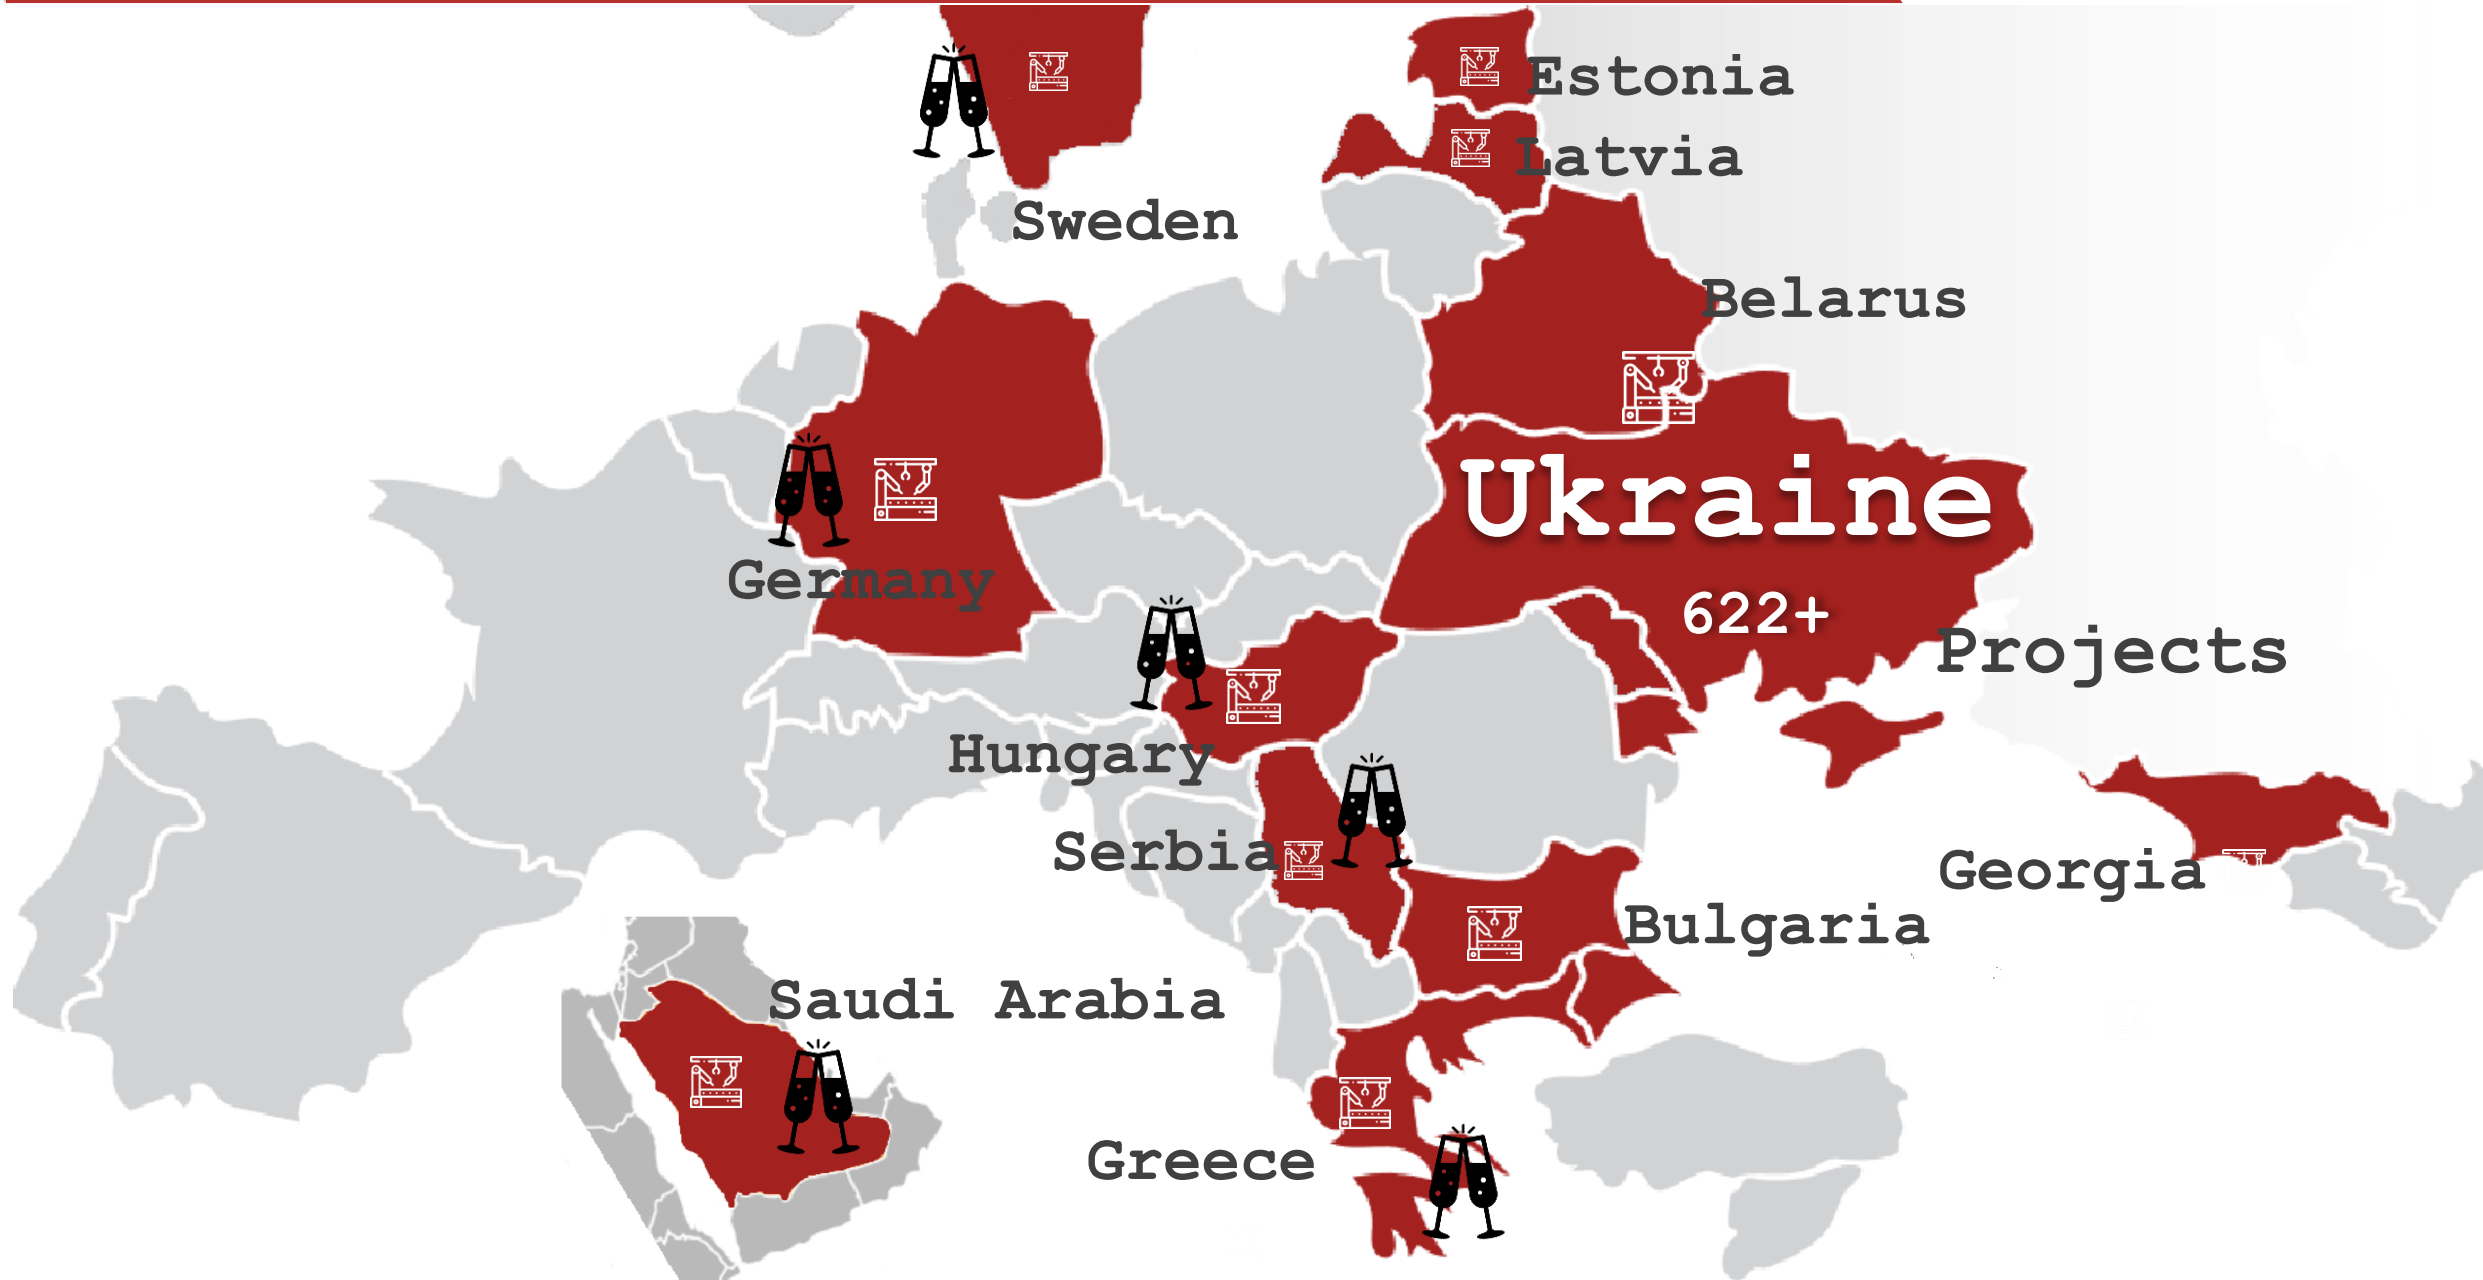 Estonia
Latvia
Sweden
Belarus
Ukraine
Germany
622+
Projects
Hungary
Serbia
Georgia
Bulgaria
Saudi Arabia
Greece